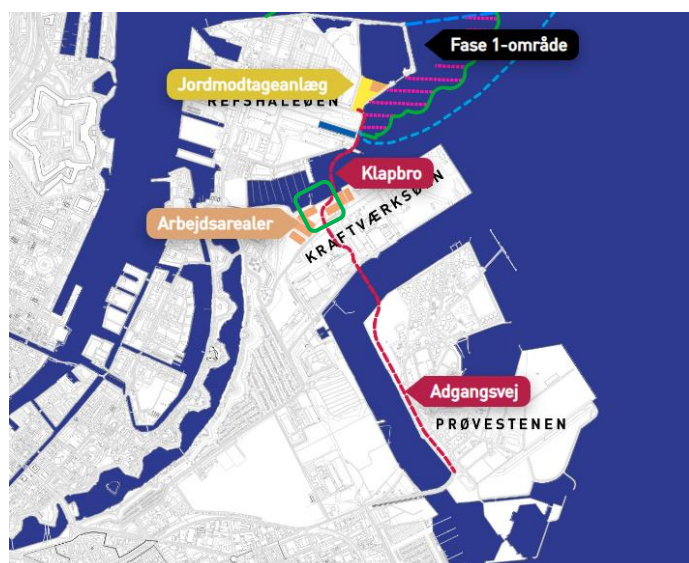 Fase 1-område
Jordmodtageanlæg
REFSHALEØEN
Klapbro
Arbejdsarealer
KRAFTVÆRKSØEN
Adgangsvej
PRØVESTENEN